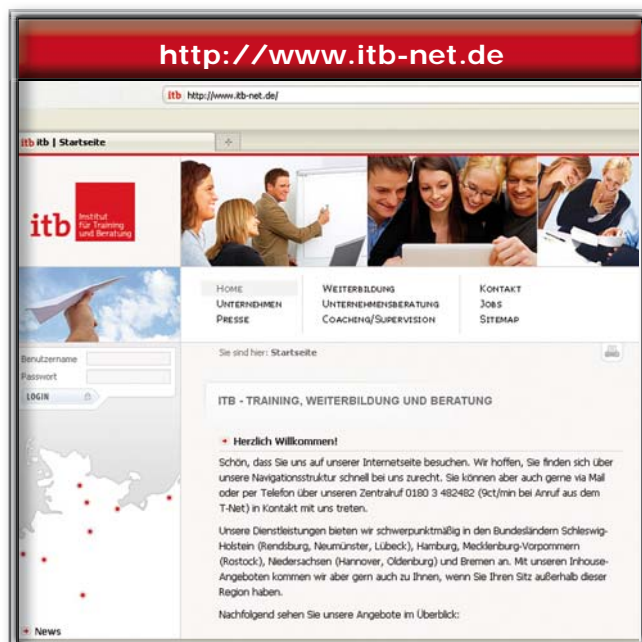 http://www.itb-net.de
itb http://www.itb-net.de/
itb itb | Startseite
itb Institut
für Training
und Beratung
HOME WEITERBILDUNG KONTAKT
UNTERNEHMEN UNTERNEHMENSBERATUNG JOBS
PRESSE COACHING/SUPERVISION SITEMAP
Sie sind hier: Startseite
Benutzername
Passwort
LOGIN
ITB - TRAINING, WEITERBILDUNG UND BERATUNG
Herzlich Willkommen!
Schön, dass Sie uns auf unserer Internetseite besuchen. Wir hoffen, Sie finden sich über
unsere Navigationsstruktur schnell bei uns zurecht. Sie können aber auch gerne via Mail
oder per Telefon über unseren Zentralruf 0180 3 482482 (9ct/min bei Anruf aus dem
T-Net) in Kontakt mit uns treten.
Unsere Dienstleistungen bieten wir schwerpunktmäßig in den Bundesländern Schleswig-
Holstein (Rendsburg, Neumünster, Lübeck), Hamburg, Mecklenburg-Vorpommern
(Rostock), Niedersachsen (Hannover, Oldenburg) und Bremen an. Mit unseren Inhouse-
Angeboten kommen wir aber gern auch zu Ihnen, wenn Sie Ihren Sitz außerhalb dieser
Region haben.
Nachfolgend sehen Sie unsere Angebote im Überblick:
News